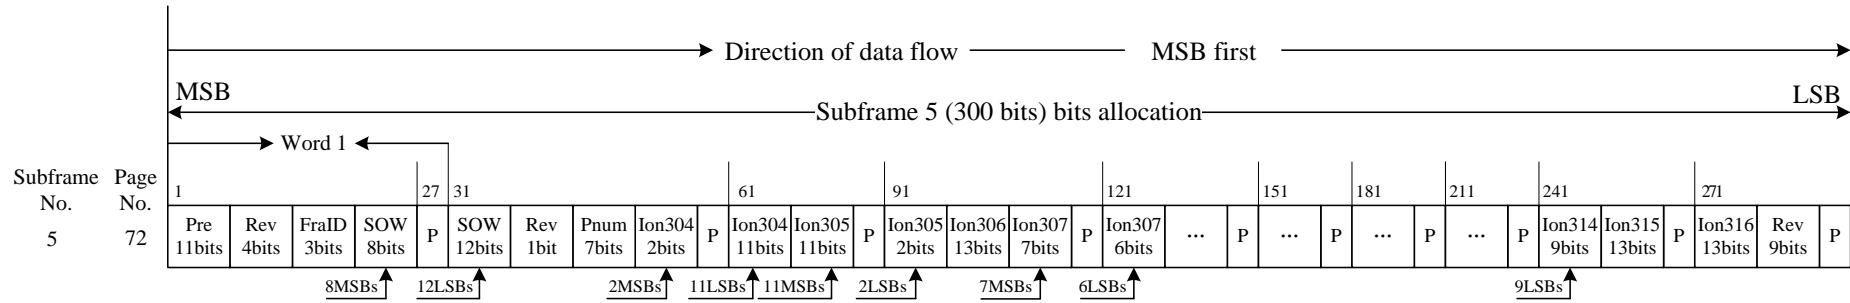 Direction of data flow MSB first
MSB LSB
Subframe 5 (300 bits) bits allocation
Word 1
Subframe Page
No. No.
1 27 31 61 91 121 151 181 211 241 271
5 72
Pre
11bits
Rev
4bits
FraID
3bits
SOW
8bits
P
SOW
12bits
Rev
1bit
Pnum
7bits
Ion304
2bits
P
Ion304
11bits
Ion305
11bits
P
Ion305
2bits
Ion306
13bits
Ion307
7bits
P
Ion307
6bits
...
P
...
P
...
P
...
P
Ion314
9bits
Ion315
13bits
P
Ion316
13bits
Rev
9bits
P
8MSBs 12LSBs 2MSBs 11LSBs 11MSBs 2LSBs 7MSBs 6LSBs 9LSBs